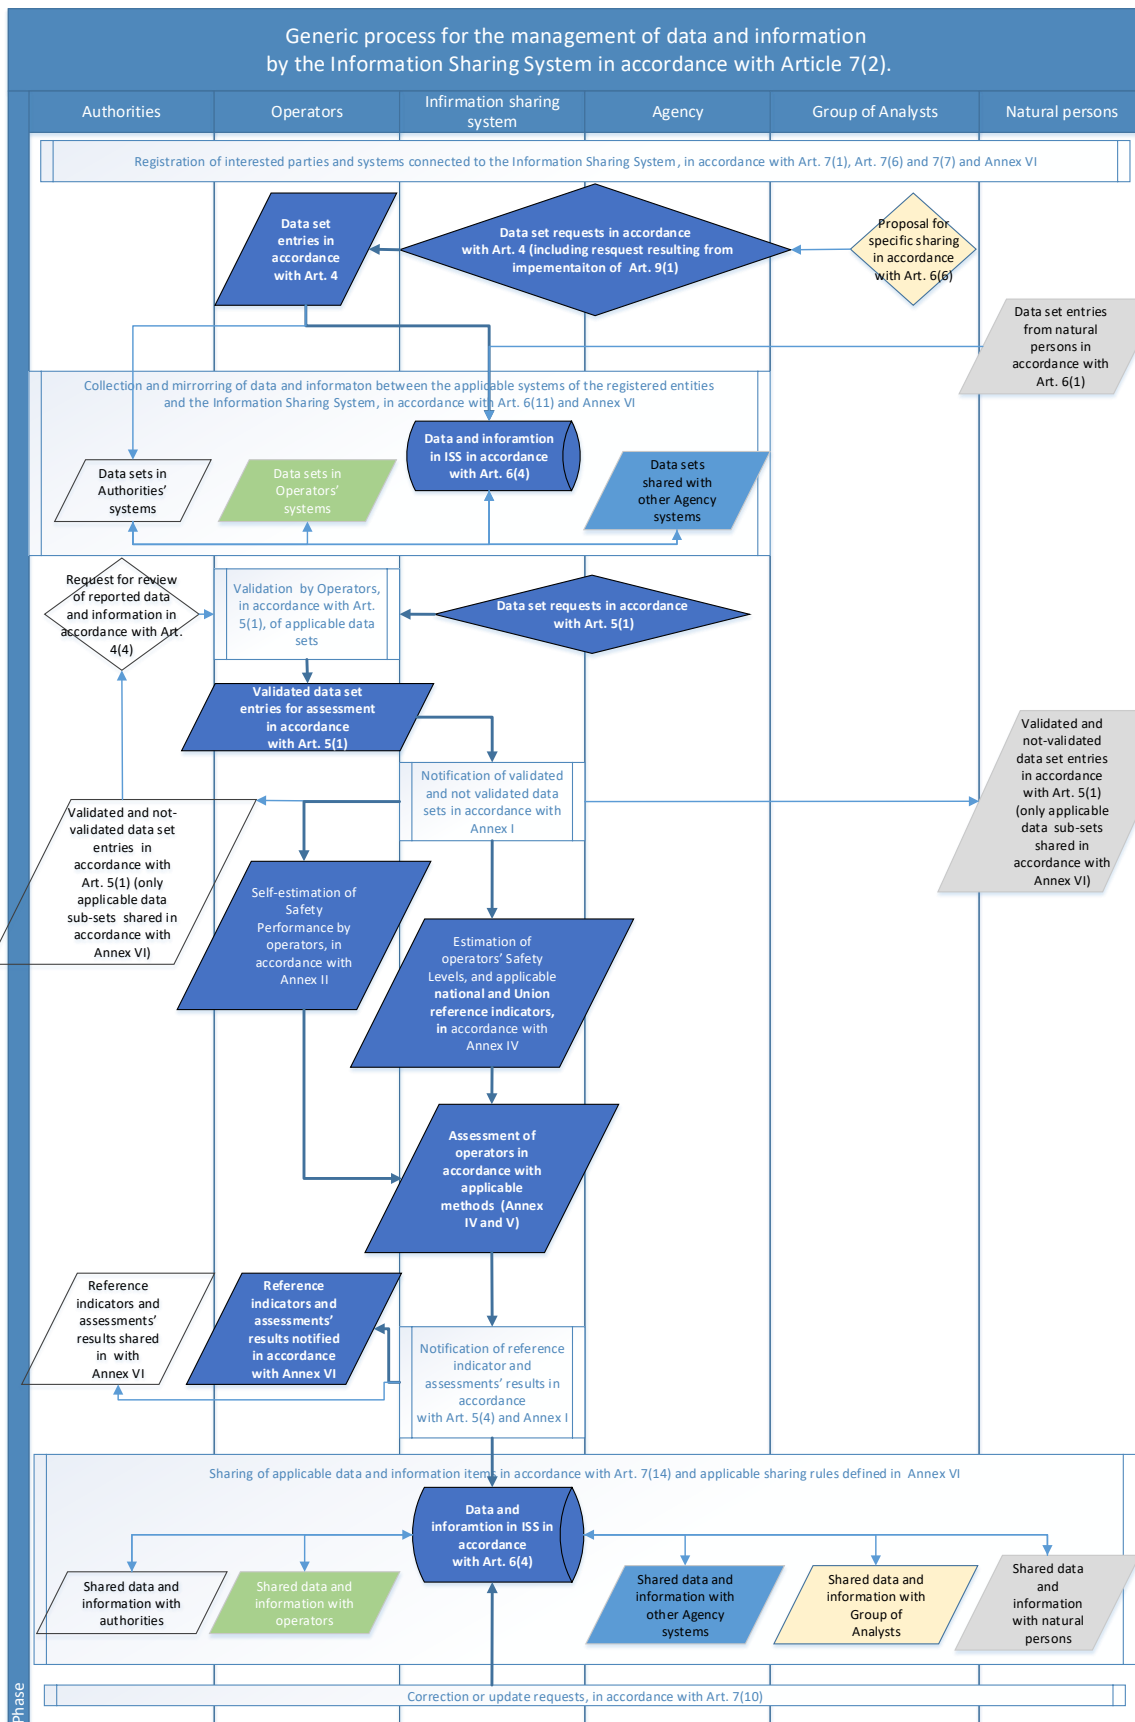 Generic process for the management of data and information
by the Information Sharing System in accordance with Article 7(2).
Authorities
Operators
Infirmation sharing
system
Agency
Group of Analysts
Natural persons
Registration of interested parties and systems connected to the Information Sharing System, in accordance with Art. 7(1), Art. 7(6) and 7(7) and Annex VI
Data set
entries in
accordance
with Art. 4
Data set requests in accordance
with Art. 4 (including resquest resulting from
impementaiton of Art. 9(1)
Proposal for
specific sharing
in accordance
with Art. 6(6)
Data set entries
from natural
persons in
accordance with
Art. 6(1)
Collection and mirrorring of data and informaton between the applicable systems of the registered entities
and the Information Sharing System, in accordance with Art. 6(11) and Annex VI
Data and inforamtion
in ISS in accordance
with Art. 6(4)
Data sets in
Authorities'
systems
Data sets in
Operators'
systems
Data sets
shared with
other Agency
systems
Request for review
of reported data
and information in
accordance with Art.
4(4)
Validation by Operators,
in accordance with Art.
5(1), of applicable data
sets
Data set requests in accordance
with Art. 5(1)
Validated data set
entries for assessment
in accordance
with Art. 5(1)
Notification of validated
and not validated data
sets in accordance with
Annex I
Validated and
not-validated
data set entries
in accordance
with Art. 5(1)
(only applicable
data sub-sets
shared in
accordance with
Annex VI)
Validated and not-
validated data set
entries in
accordance with
Art. 5(1) (only
applicable data
sub-sets shared in
accordance with
Annex VI)
Self-estimation of
Safety
Performance by
operators, in
accordance with
Annex II
Estimation of
operators' Safety
Levels, and applicable
national and Union
reference indicators,
in accordance with
Annex IV
Assessment of
operators in
accordance with
applicable
methods (Annex
IV and V)
Reference
indicators and
assessments'
results shared
in with
Annex VI
Reference
indicators and
assessments'
results notified
in accordance
with Annex VI
Notification of reference
indicator and
assessments' results in
accordance
with Art. 5(4) and Annex I
Sharing of applicable data and information items in accordance with Art. 7(14) and applicable sharing rules defined in Annex VI
Data and
inforamtion in ISS in
accordance
with Art. 6(4)
Shared data and
information with
authorities
Shared data and
information with
operators
Shared data and
information with
other Agency
systems
Shared data and
information with
Group of
Analysts
Shared data
and
information
with natural
persons
Correction or update requests, in accordance with Art. 7(10)
Phase